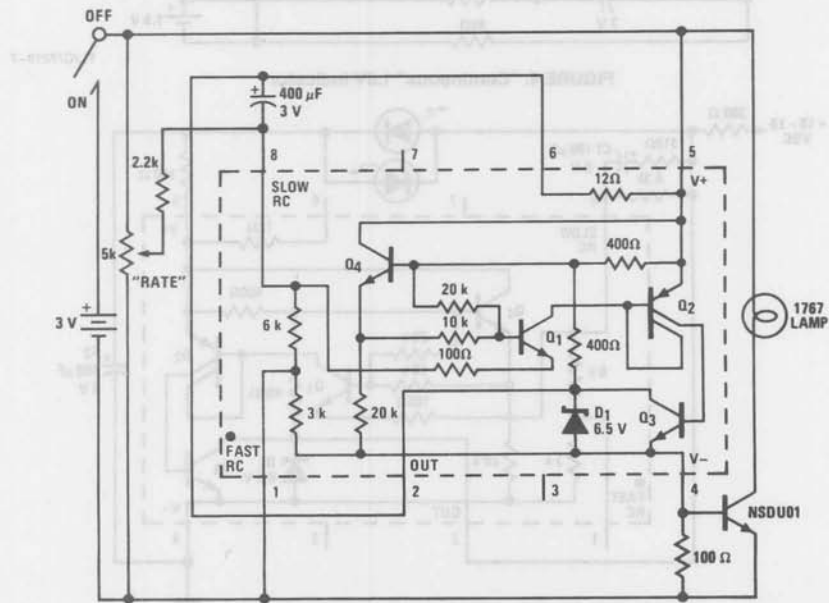 OFF
ON
400 μF
3 V
2.2k
5k
"RATE"
3 V
8
7
6
5
SLOW
RC
V+
12Ω
400Ω
Q4
20 k
10 k
Q1
Q2
100Ω
400Ω
6 k
3 k
20 k
D1
6.5 V
Q3
FAST
RC
OUT
V−
1
2
3
4
1767
LAMP
NSDU01
100 Ω